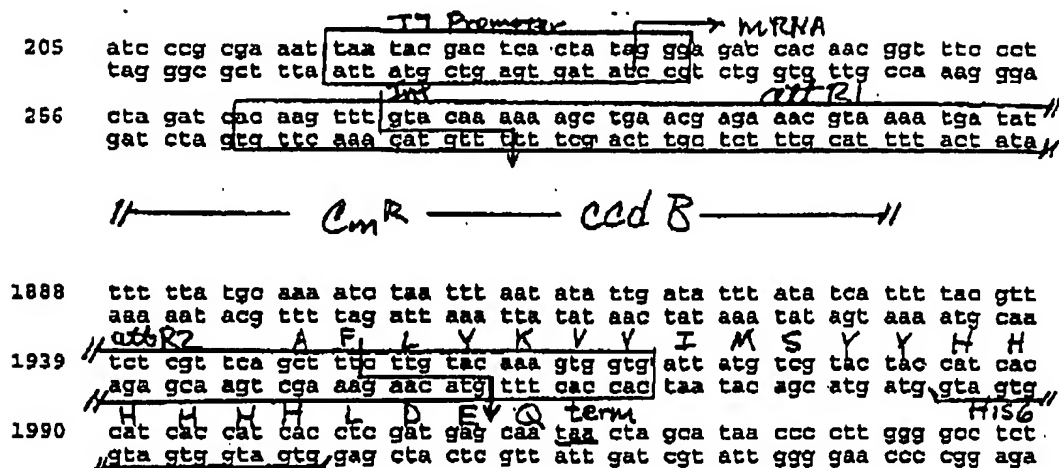 T7 Promoter mRNA
205 atc ccg cga aat taa tac gac tca cta tag gga gac cac aac ggt ttc cct
tag ggc gct tta att atg ctg agt gat atc cct ctg gtg ttg cca aag gga
Int attR1
256 cta gat cac aag ttt gta caa aaa agc tga acg aga aac gta aaa tga tat
gat cta gtg ttc aaa cat gtt ttt tcg act tgc tct ttg cat ttt act ata
CmR ccdB
1888 ttt tta tgc aaa atc taa ttt aat ata ttg ata ttt ata tca ttt tac gtt
aaa aat acg ttt tag att aaa tta tat aac tat aaa tat agt aaa atg caa
attR2 A F L Y K V V I M S Y Y H H
1939 tct cgt tca gct ttc ttg tac aaa gtg gtg att atg tcg tac tac cat cac
aga gca agt cga aag aac atg ttt cac cac taa tac agc atg atg gta gtg
H H H H L D E Q term His6
1990 cat cac cat cac ctc gat gag caa taa cta gca taa ccc ctt ggg gcc tct
gta gtg gta gtg gag cta ctc gtt att gat cgt att ggg gaa ccc cgg aga